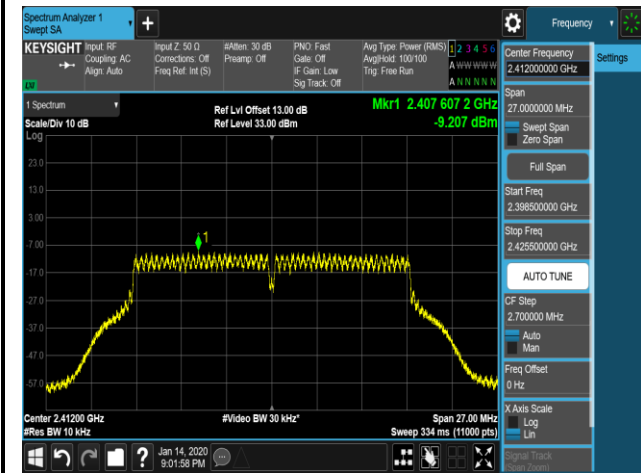 Spectrum Analyzer 1
Swept SA
+
Frequency
KEYSIGHT
Input: RF
Coupling: AC
Align: Auto
Input Z: 50 Ω
Corrections: Off
Freq Ref: Int (S)
#Atten: 30 dB
Preamp: Off
PNO: Fast
Gate: Off
IF Gain: Low
Sig Track: Off
Avg Type: Power (RMS)
Avg|Hold: 100/100
Trig: Free Run
1 2 3 4 5 6
A W W W W W
A N N N N N
Center Frequency
2.412000000 GHz
Settings
1 Spectrum
Scale/Div 10 dB
Log
Ref Lvl Offset 13.00 dB
Ref Level 33.00 dBm
Mkr1 2.407 607 2 GHz
-9.207 dBm
Span
27.0000000 MHz
Swept Span
Zero Span
Full Span
Start Freq
2.398500000 GHz
Stop Freq
2.425500000 GHz
AUTO TUNE
CF Step
2.700000 MHz
Auto
Man
Freq Offset
0 Hz
X Axis Scale
Log
Lin
Signal Track
(Span Zoom)
23.0
13.0
3.00
-7.00
-17.0
-27.0
-37.0
-47.0
-57.0
1
Center 2.41200 GHz
#Res BW 10 kHz
#Video BW 30 kHz*
Span 27.00 MHz
Sweep 334 ms (11000 pts)
?
Jan 14, 2020
9:01:58 PM